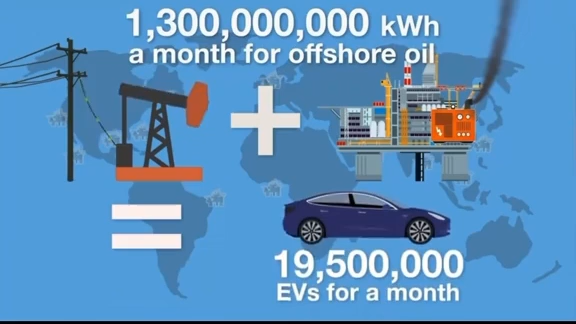 1,300,000,000 kWh
a month for offshore oil
19,500,000
EVs for a month